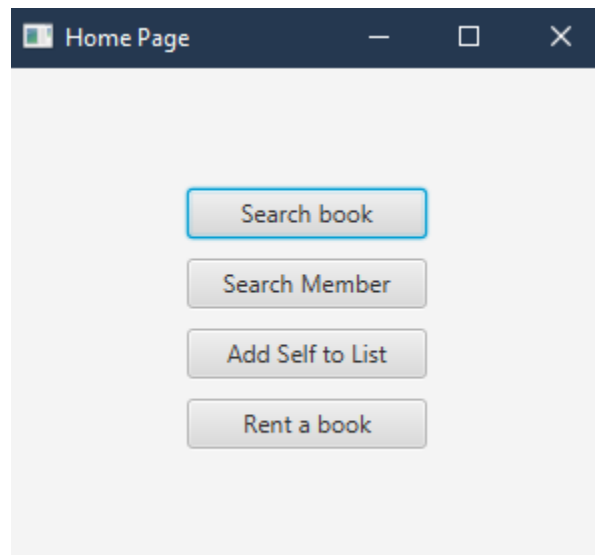 Home Page
Search book
Search Member
Add Self to List
Rent a book